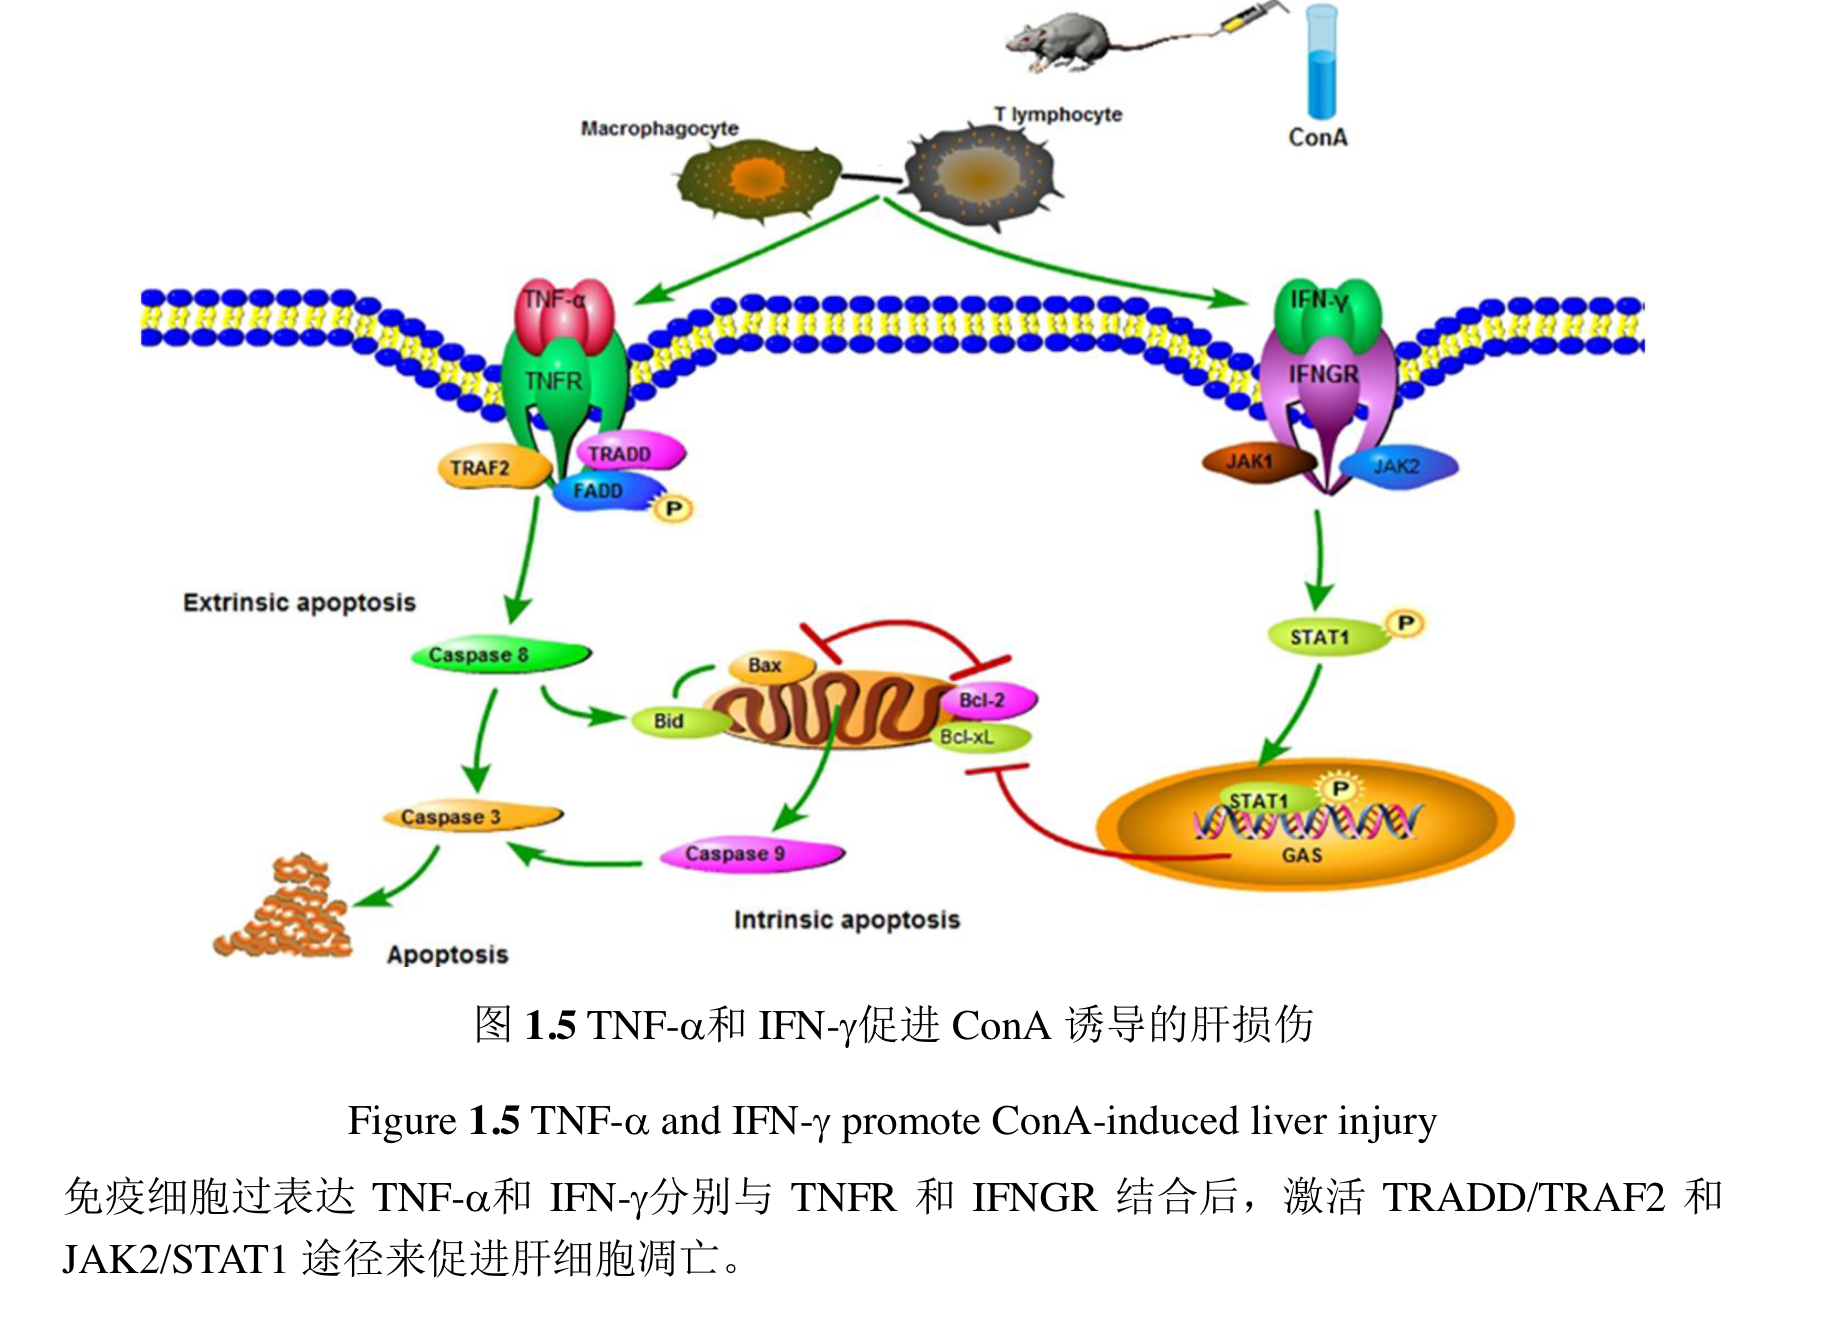 T lymphocyte
Macrophagocyte
ConA
TNF-α
IFN-γ
TNFR
IFNGR
TRAF2
TRADD
FADD
P
JAK1
JAK2
Extrinsic apoptosis
Caspase 8
STAT1
P
Bax
Bid
Bcl-2
Bcl-xL
STAT1
P
GAS
Caspase 3
Caspase 9
Intrinsic apoptosis
Apoptosis
图 1.5 TNF-α和 IFN-γ促进 ConA 诱导的肝损伤
Figure 1.5 TNF-α and IFN-γ promote ConA-induced liver injury
免疫细胞过表达 TNF-α和 IFN-γ分别与 TNFR 和 IFNGR 结合后，激活 TRADD/TRAF2 和
JAK2/STAT1 途径来促进肝细胞凋亡。